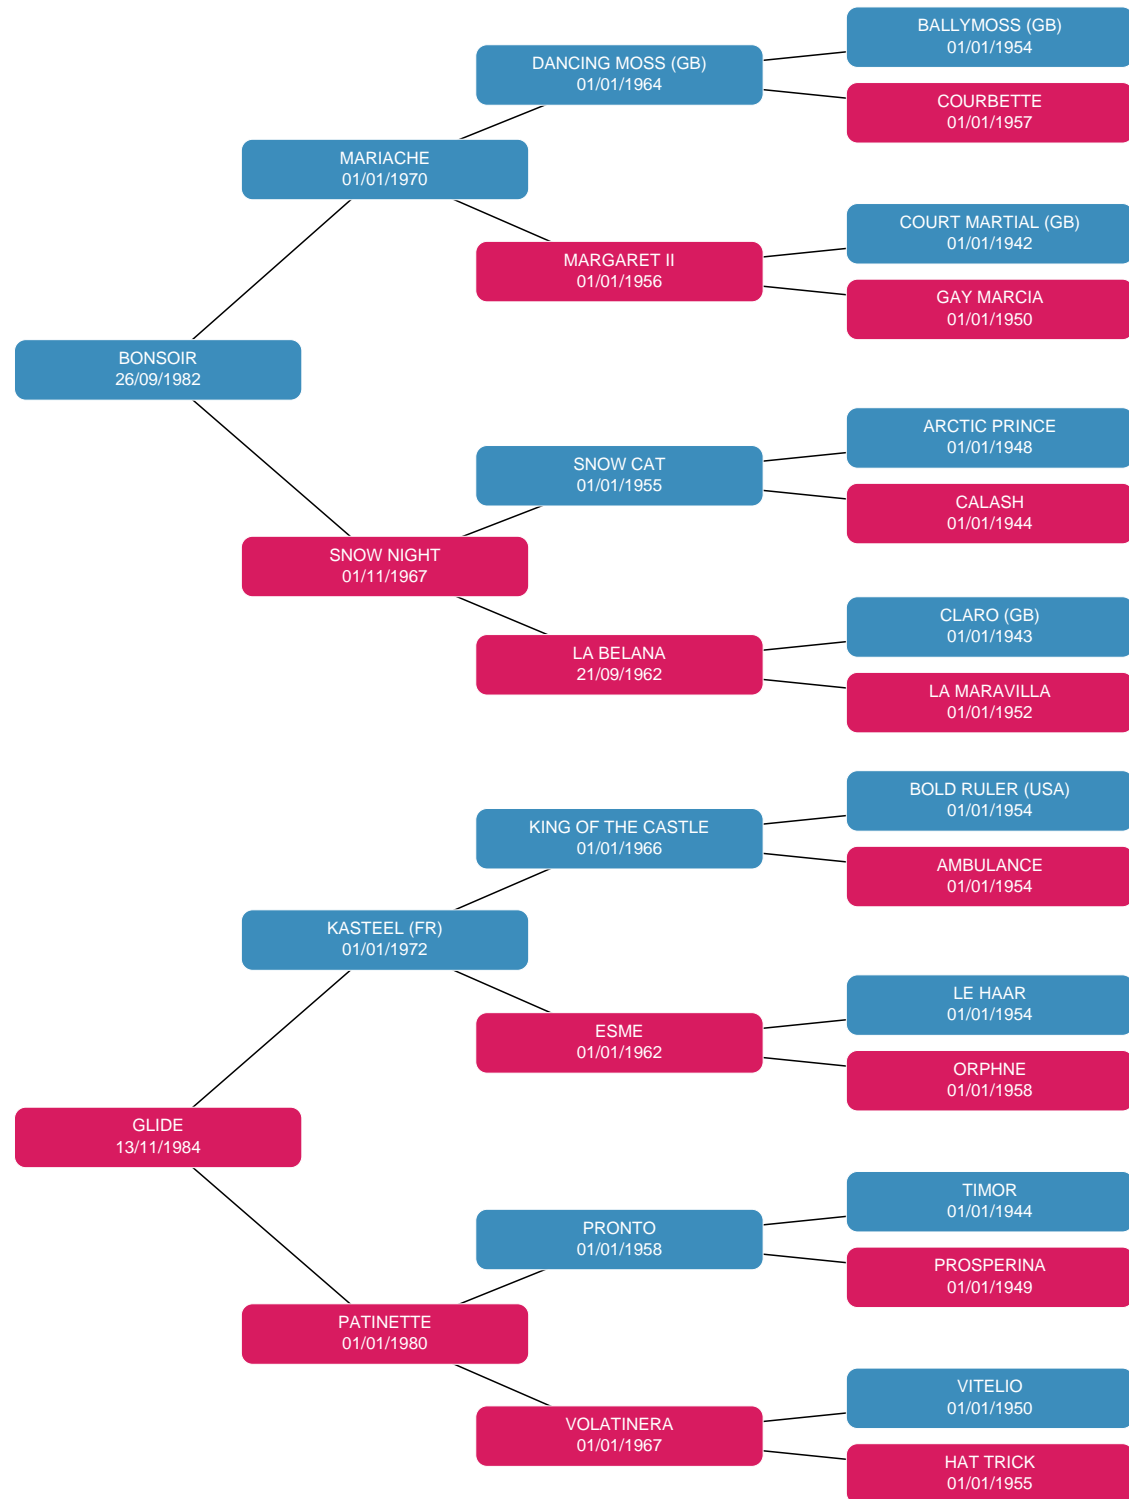 BALLYMOSS (GB)
01/01/1954
DANCING MOSS (GB)
01/01/1964
COURBETTE
01/01/1957
MARIACHE
01/01/1970
COURT MARTIAL (GB)
01/01/1942
MARGARET II
01/01/1956
GAY MARCIA
01/01/1950
BONSOIR
26/09/1982
ARCTIC PRINCE
01/01/1948
SNOW CAT
01/01/1955
CALASH
01/01/1944
SNOW NIGHT
01/11/1967
CLARO (GB)
01/01/1943
LA BELANA
21/09/1962
LA MARAVILLA
01/01/1952
BOLD RULER (USA)
01/01/1954
KING OF THE CASTLE
01/01/1966
AMBULANCE
01/01/1954
KASTEEL (FR)
01/01/1972
LE HAAR
01/01/1954
ESME
01/01/1962
ORPHNE
01/01/1958
GLIDE
13/11/1984
TIMOR
01/01/1944
PRONTO
01/01/1958
PROSPERINA
01/01/1949
PATINETTE
01/01/1980
VITELIO
01/01/1950
VOLATINERA
01/01/1967
HAT TRICK
01/01/1955